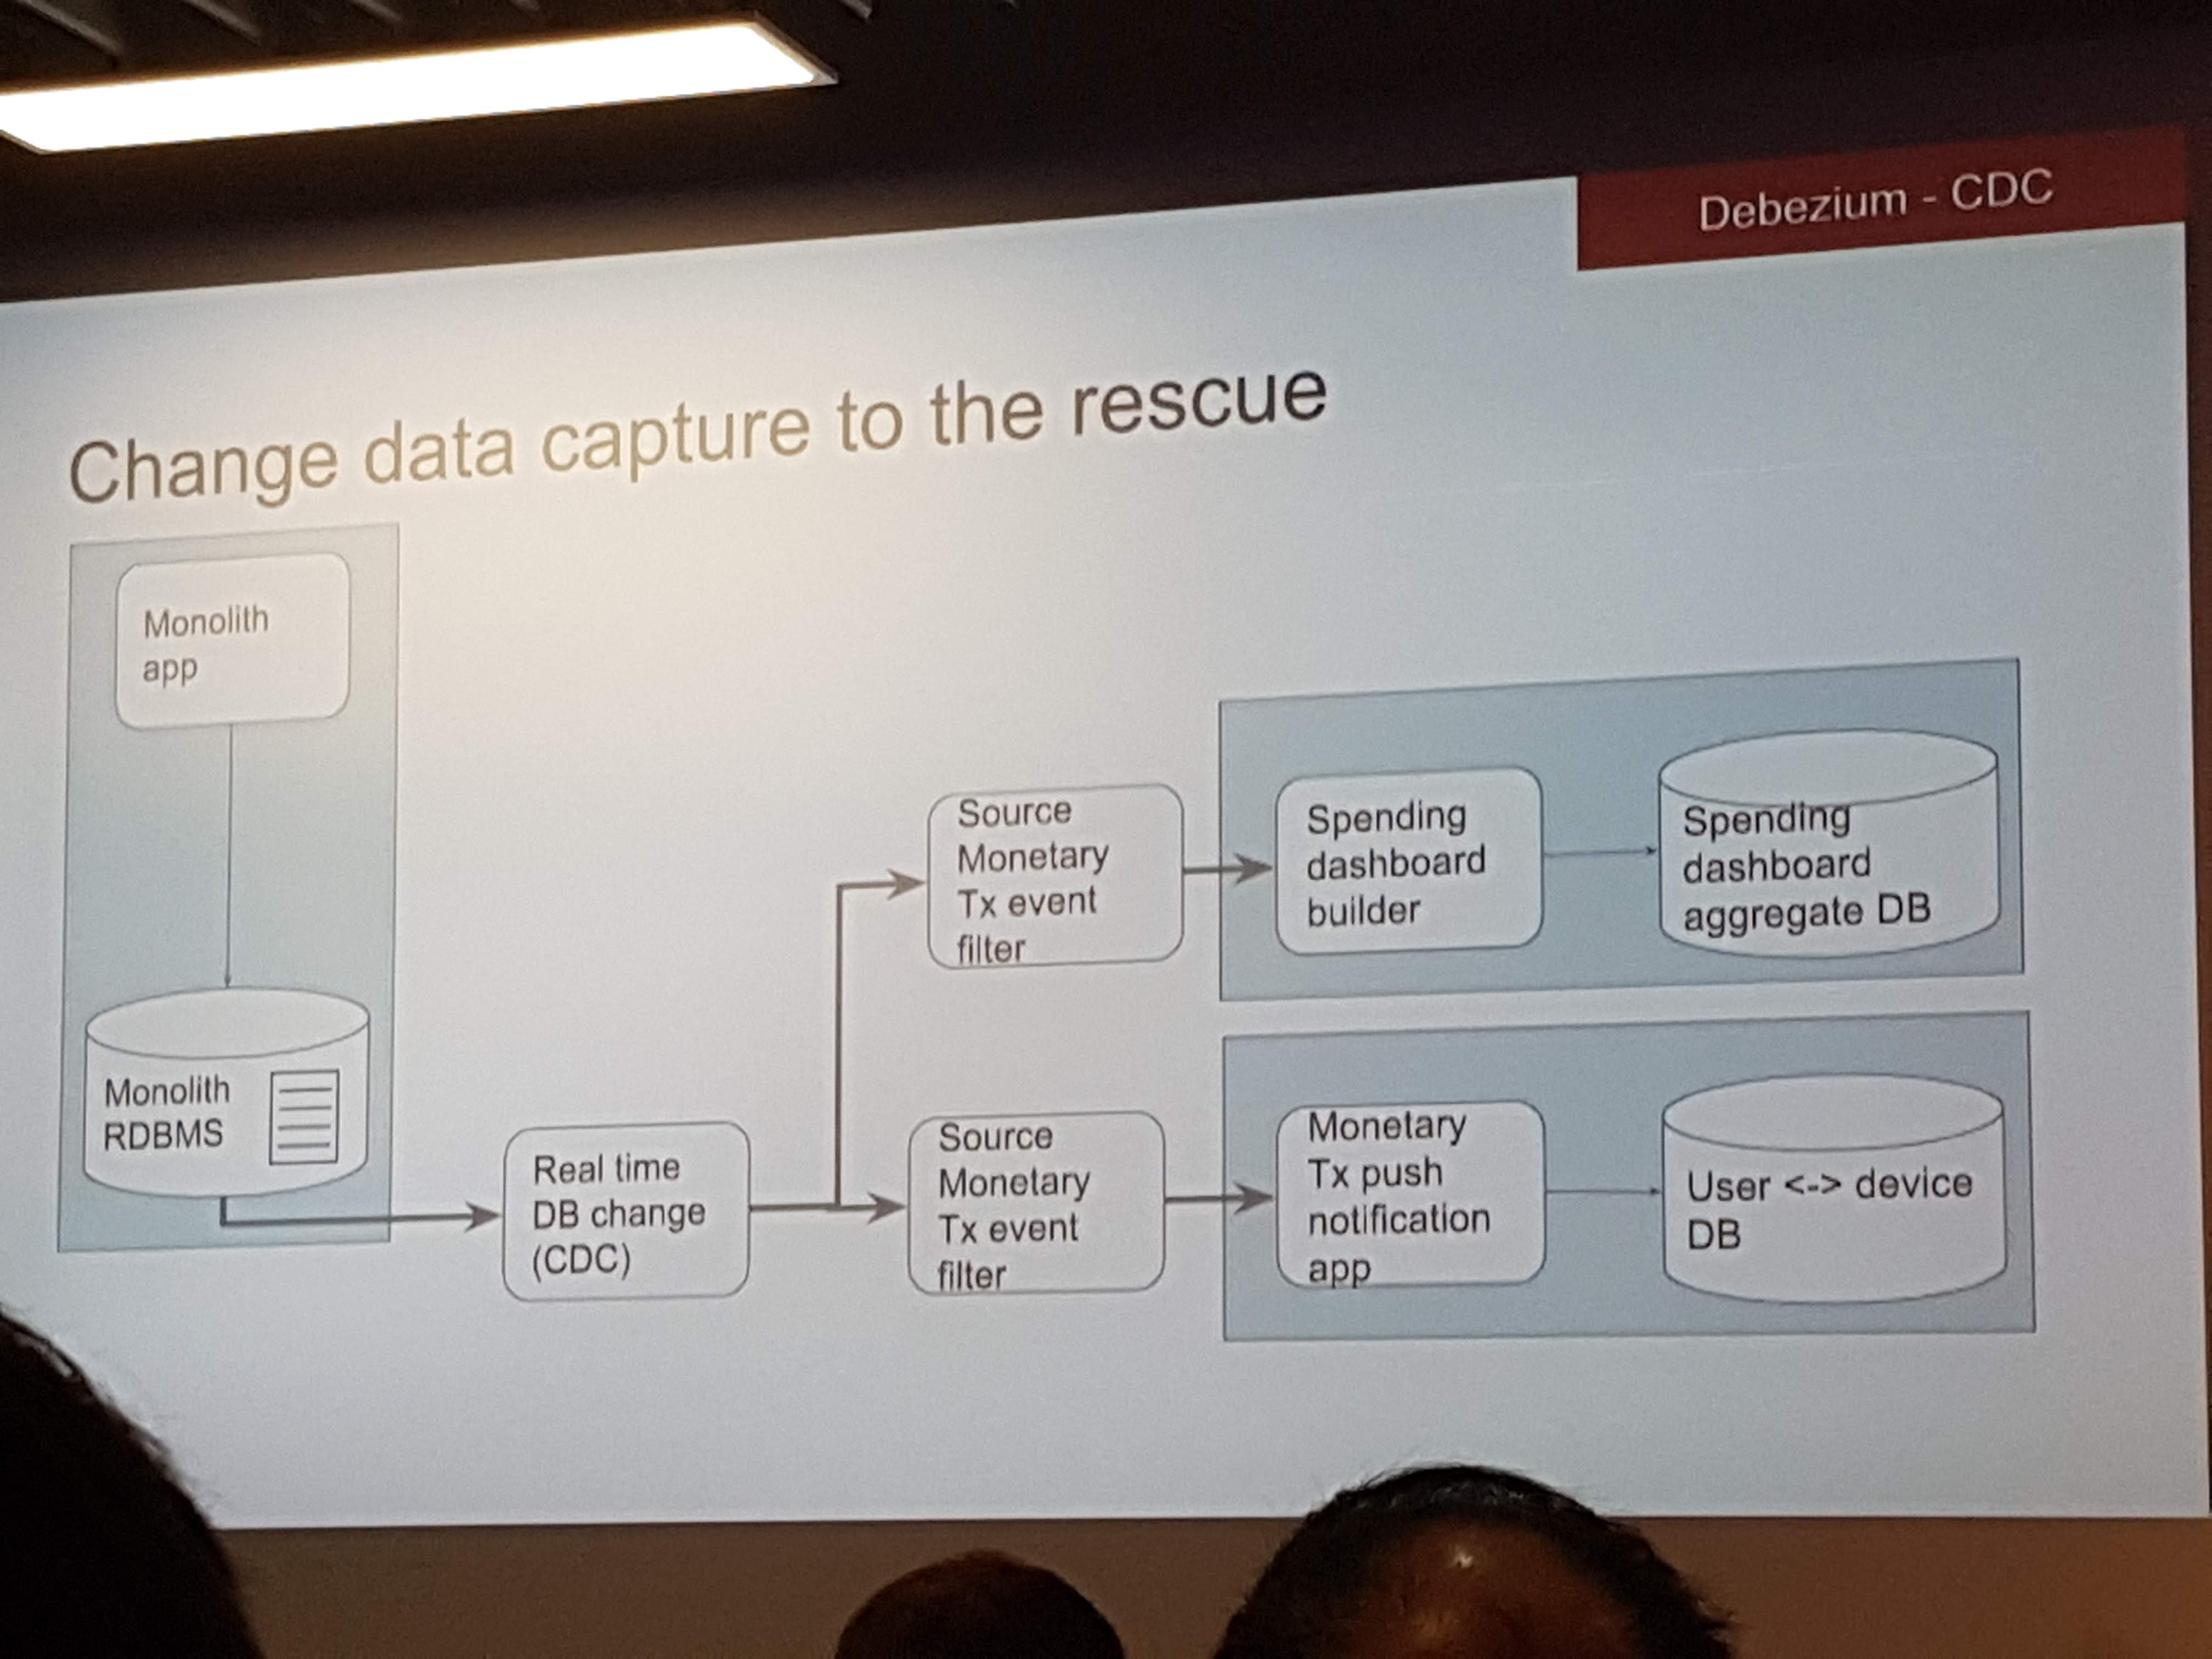 Debezium - CDC
Change data capture to the rescue
Monolith
app
Monolith
RDBMS
Real time
DB change
(CDC)
Source
Monetary
Tx event
filter
Spending
dashboard
builder
Spending
dashboard
aggregate DB
Source
Monetary
Tx event
filter
Monetary
Tx push
notification
app
User <-> device
DB